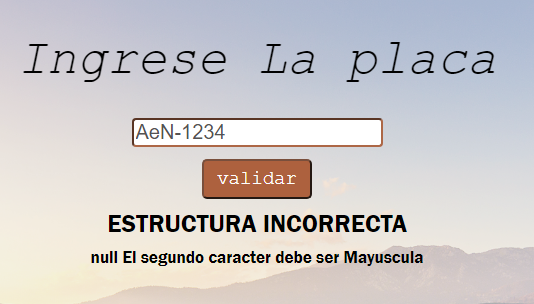 Ingrese La placa
AeN-1234
validar
ESTRUCTURA INCORRECTA
null El segundo caracter debe ser Mayuscula